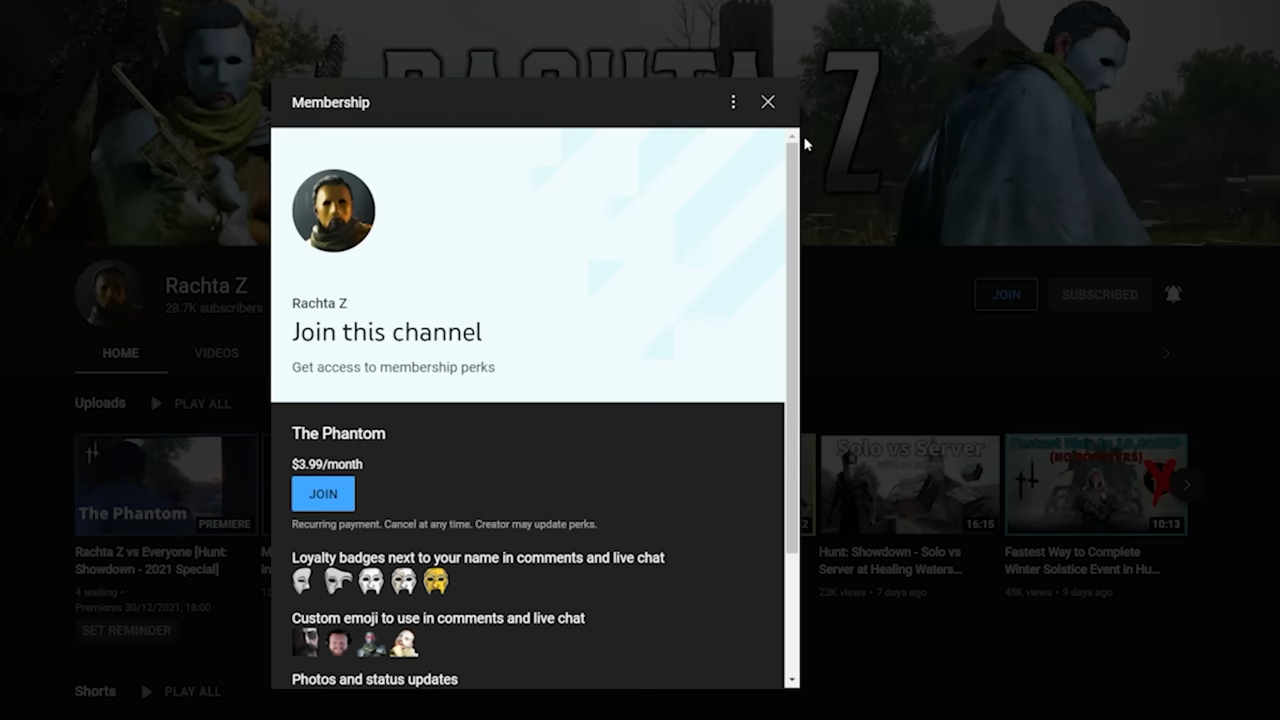 RACHTA Z
Membership
Rachta Z
Join this channel
Get access to membership perks
The Phantom
$3.99/month
JOIN
Recurring payment. Cancel at any time. Creator may update perks.
Loyalty badges next to your name in comments and live chat
Custom emoji to use in comments and live chat
Photos and status updates
Rachta Z
28.7K subscribers
JOIN
SUBSCRIBED
HOME
VIDEOS
Uploads
PLAY ALL
The Phantom
PREMIERE
Rachta Z vs Everyone [Hunt:
Showdown - 2021 Special]
4 waiting •
Premieres 30/12/2021, 18:00
SET REMINDER
Solo vs Server
16:15
Hunt: Showdown - Solo vs
Server at Healing Waters...
23K views • 7 days ago
(NO BOOSTERS)
10:13
Fastest Way to Complete
Winter Solstice Event in Hu...
45K views • 9 days ago
Shorts
PLAY ALL